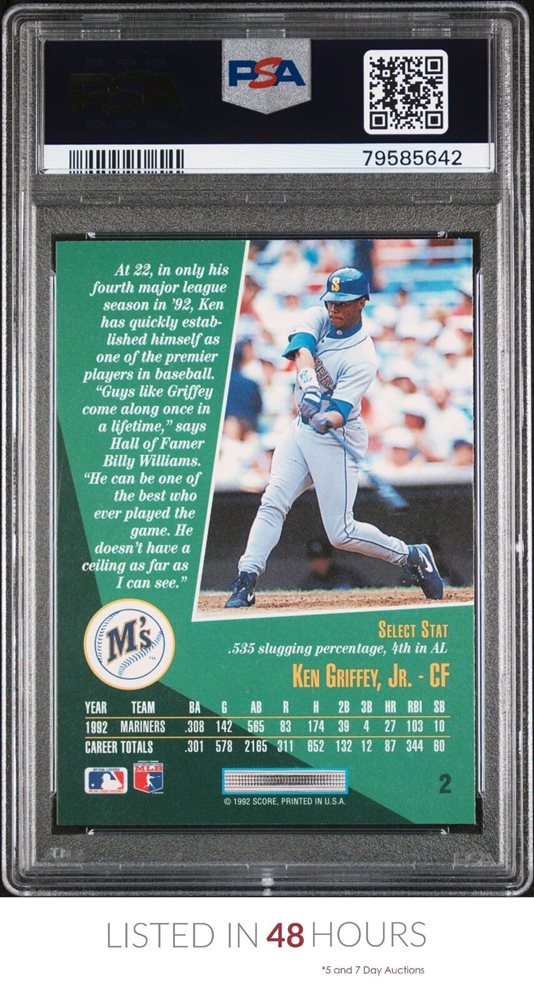 PSA
79585642
At 22, in only his
fourth major league
season in '92, Ken
has quickly estab-
lished himself as
one of the premier
players in baseball.
"Guys like Griffey
come along once in
a lifetime," says
Hall of Famer
Billy Williams.
"He can be one of
the best who
ever played the
game. He
doesn't have a
ceiling as far as
I can see."
S
M's
TM
SELECT STAT
.535 slugging percentage, 4th in AL
KEN GRIFFEY, JR. - CF
YEAR TEAM BA G AB R H 2B 3B HR RBI SB
1992 MARINERS .308 142 565 83 174 39 4 27 103 10
CAREER TOTALS .301 578 2165 311 652 132 12 87 344 60
© 1992 SCORE, PRINTED IN U.S.A.
2
PSA
LISTED IN 48 HOURS
*5 and 7 Day Auctions